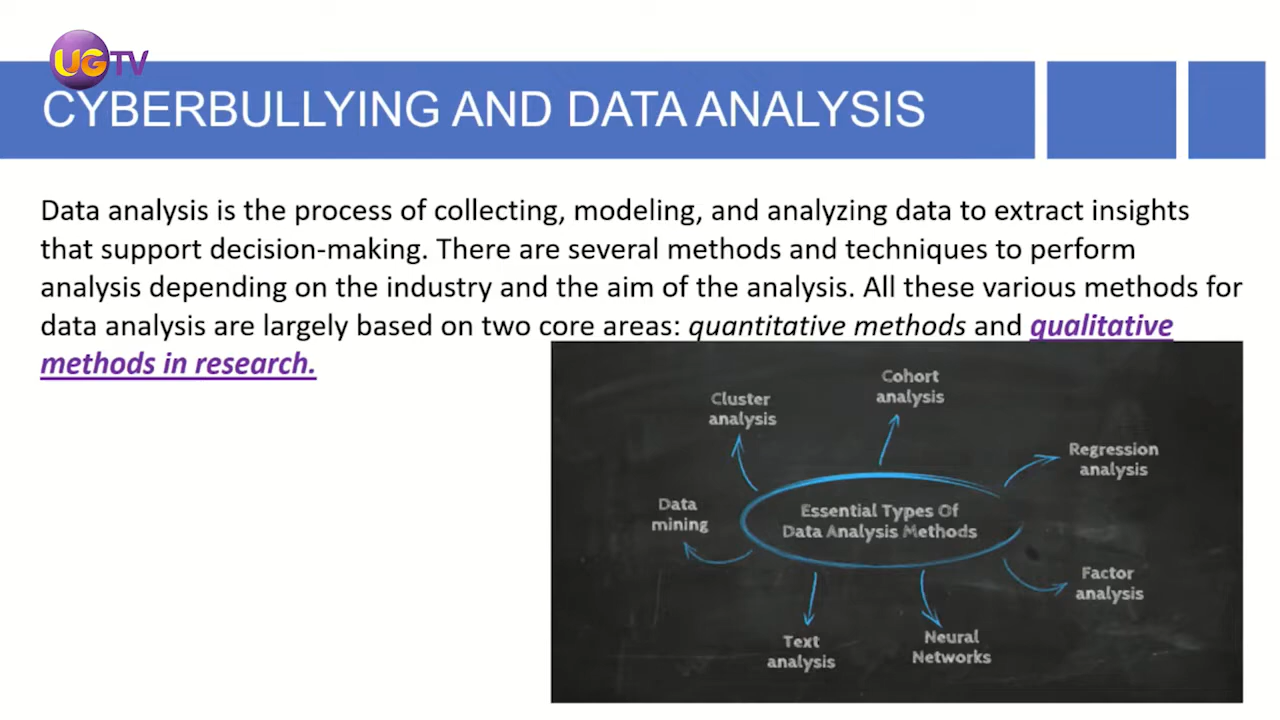 UGTV
CYBERBULLYING AND DATA ANALYSIS
Data analysis is the process of collecting, modeling, and analyzing data to extract insights
that support decision-making. There are several methods and techniques to perform
analysis depending on the industry and the aim of the analysis. All these various methods for
data analysis are largely based on two core areas: quantitative methods and qualitative
methods in research.
Cohort
analysis
Cluster
analysis
Regression
analysis
Data
mining
Essential Types Of
Data Analysis Methods
Factor
analysis
Text
analysis
Neural
Networks